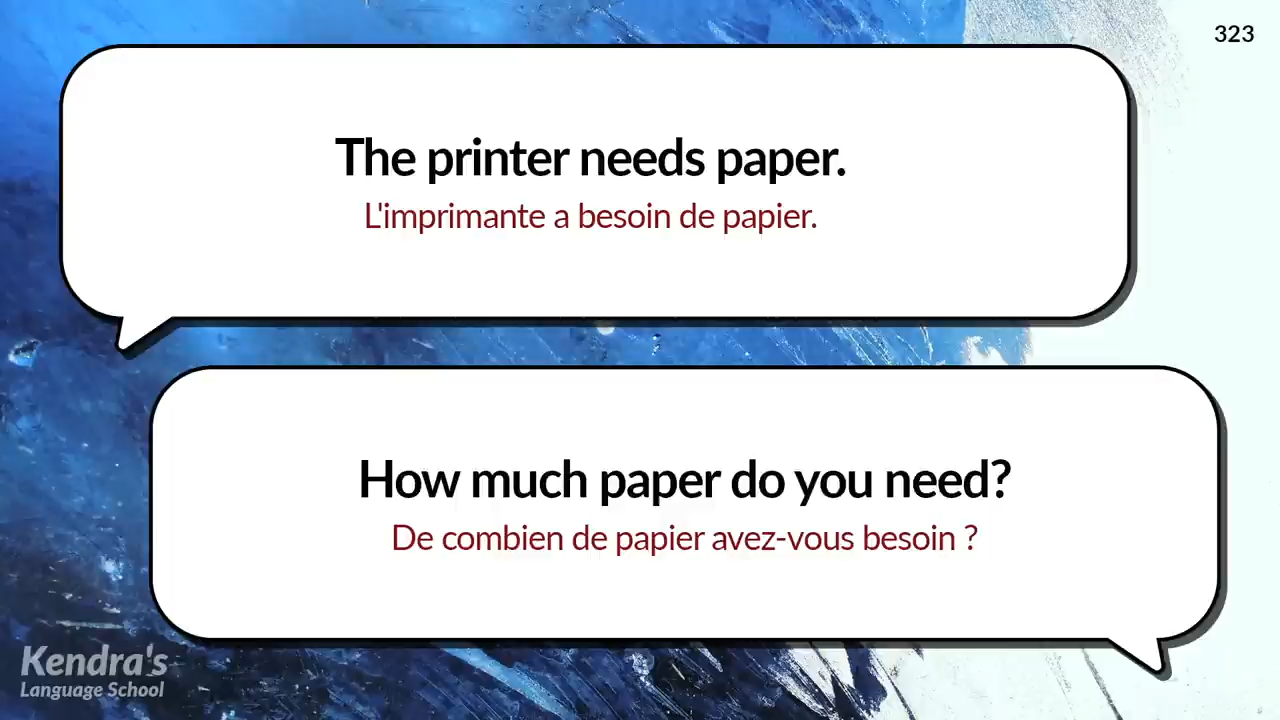 323
The printer needs paper.
L'imprimante a besoin de papier.
How much paper do you need?
De combien de papier avez-vous besoin ?
Kendra's
Language School